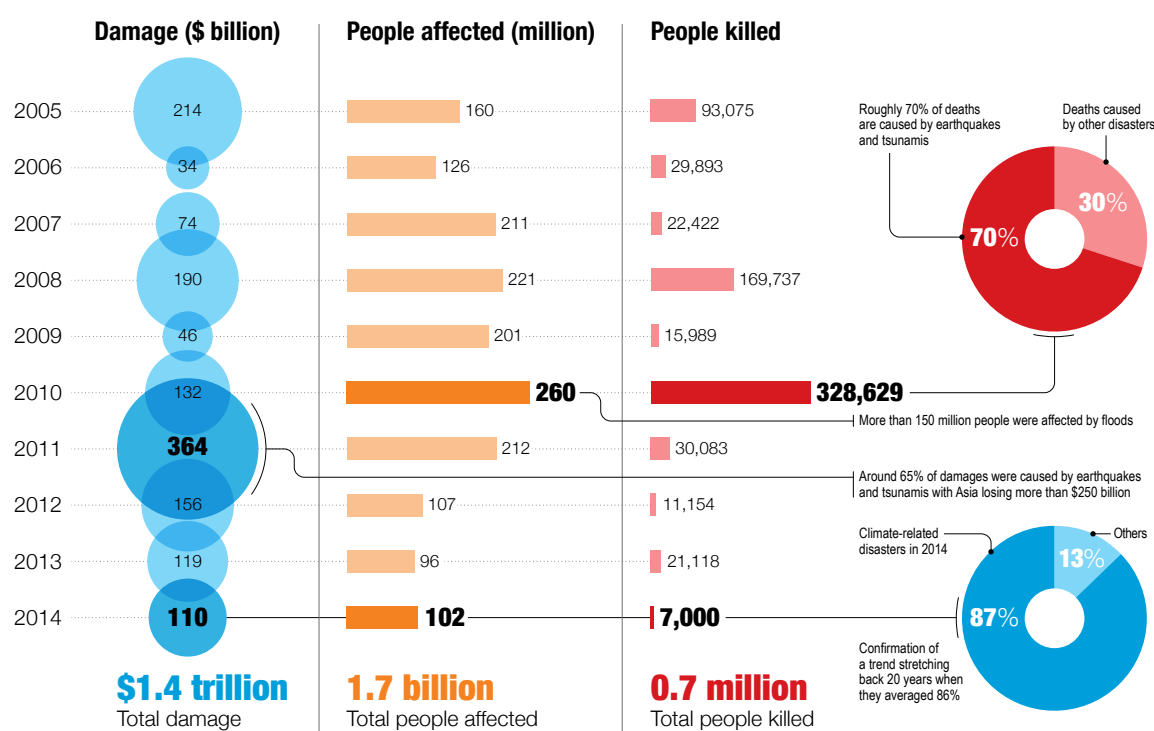 Damage ($ billion)
People affected (million)
People killed
2005
214
160
93,075
2006
34
126
29,893
2007
74
211
22,422
2008
190
221
169,737
2009
46
201
15,989
2010
132
260
328,629
2011
364
212
30,083
2012
156
107
11,154
2013
119
96
21,118
2014
110
102
7,000
$1.4 trillion
Total damage
1.7 billion
Total people affected
0.7 million
Total people killed
Roughly 70% of deaths
are caused by earthquakes
and tsunamis
Deaths caused
by other disasters
30%
70%
More than 150 million people were affected by floods
Around 65% of damages were caused by earthquakes
and tsunamis with Asia losing more than $250 billion
Climate-related
disasters in 2014
Others
13%
87%
Confirmation of
a trend stretching
back 20 years when
they averaged 86%